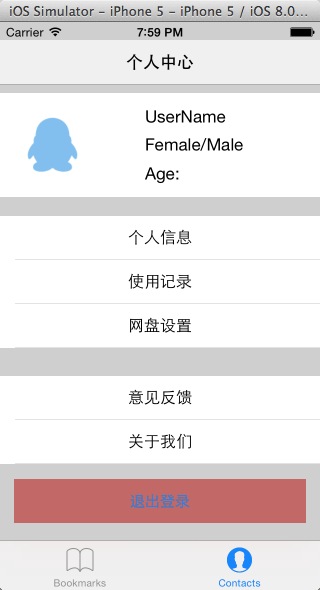 iOS Simulator – iPhone 5 – iPhone 5 / iOS 8.0...
Carrier 7:59 PM
个人中心
UserName
Female/Male
Age:
个人信息
使用记录
网盘设置
意见反馈
关于我们
退出登录
Bookmarks Contacts